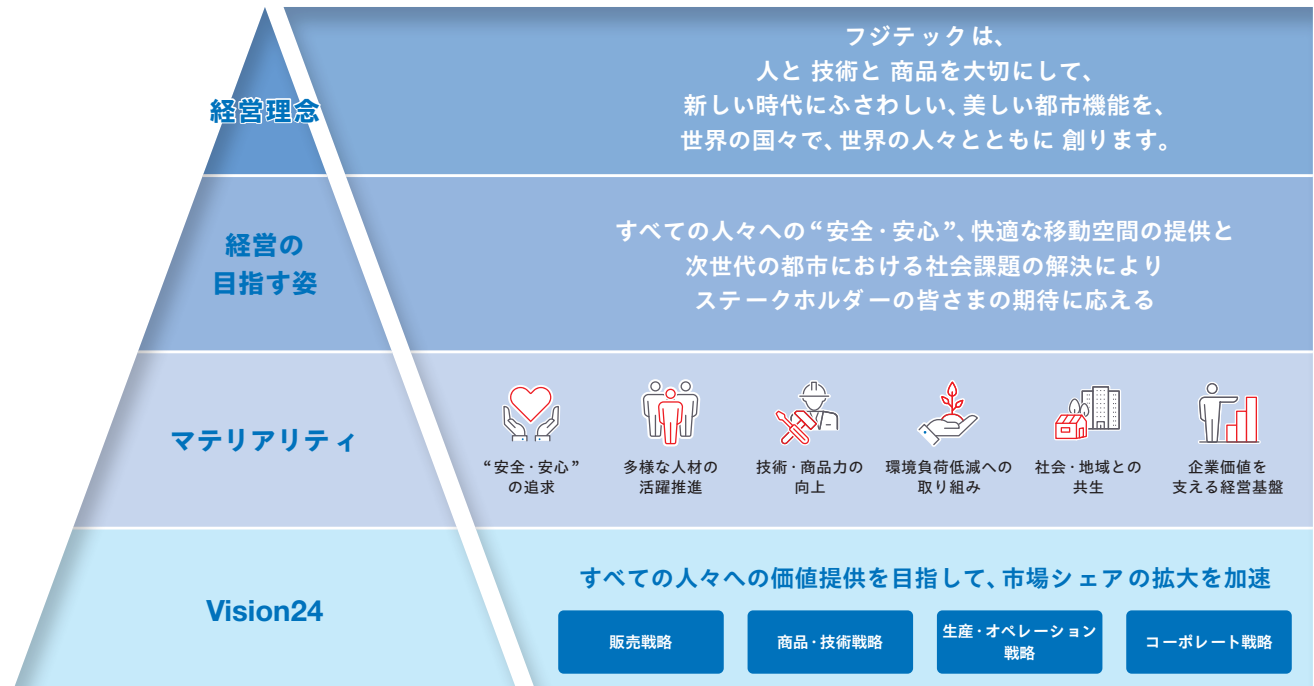 経営理念
フジテックは、
人と 技術と 商品を大切にして、
新しい時代にふさわしい、美しい都市機能を、
世界の国々で、世界の人々とともに 創ります。
経営の
目指す姿
すべての人々への“安全・安心”、快適な移動空間の提供と
次世代の都市における社会課題の解決により
ステークホルダーの皆さまの期待に応える
マテリアリティ
“安全・安心”
の追求
多様な人材の
活躍推進
技術・商品力の
向上
環境負荷低減への
取り組み
社会・地域との
共生
企業価値を
支える経営基盤
Vision24
すべての人々への価値提供を目指して、市場シェアの拡大を加速
販売戦略
商品・技術戦略
生産・オペレーション
戦略
コーポレート戦略